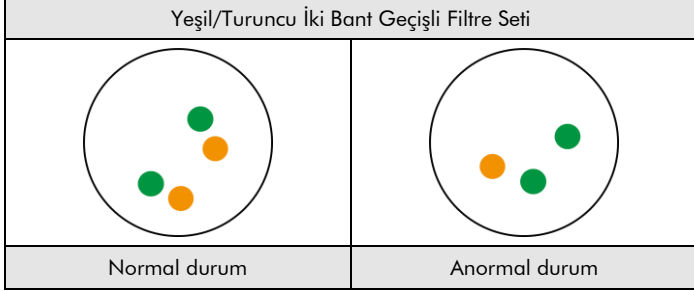 Yeşil/Turuncu İki Bant Geçişli Filtre Seti
Normal durum
Anormal durum